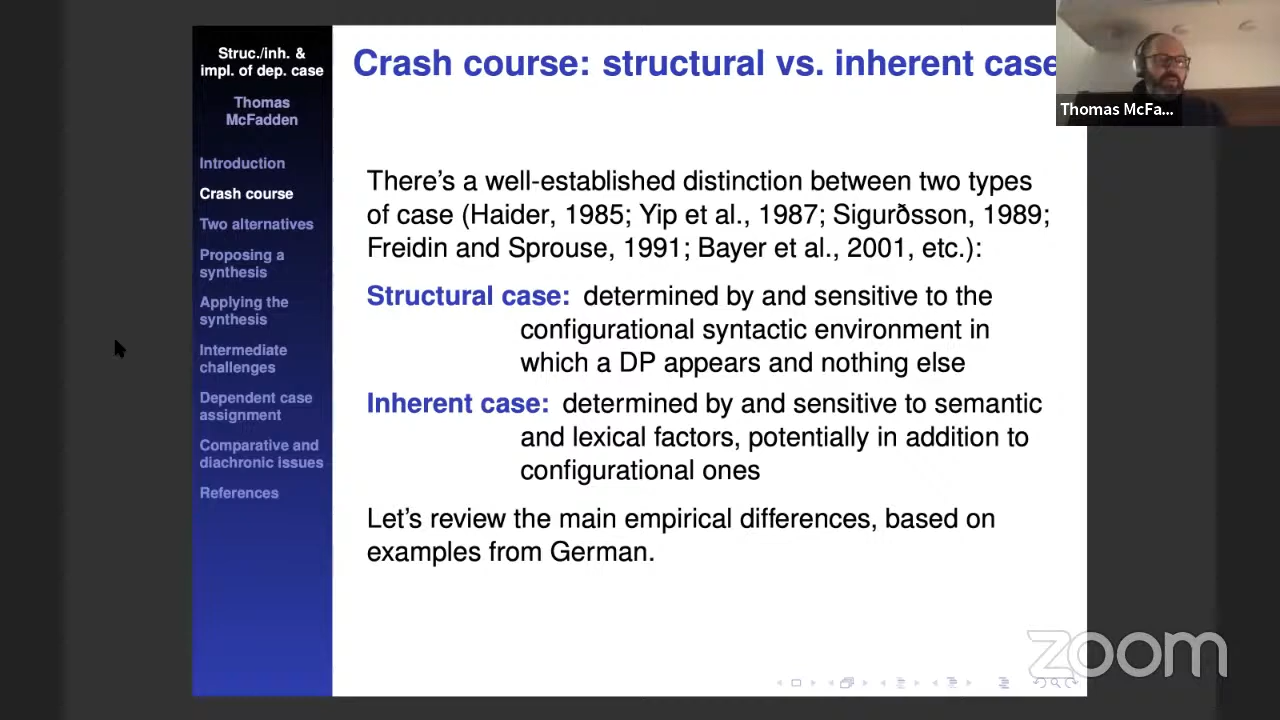 Struc./inh. &
impl. of dep. case
Thomas
McFadden
Introduction
Crash course
Two alternatives
Proposing a
synthesis
Applying the
synthesis
Intermediate
challenges
Dependent case
assignment
Comparative and
diachronic issues
References
Crash course: structural vs. inherent case
There's a well-established distinction between two types
of case (Haider, 1985; Yip et al., 1987; Sigurðsson, 1989;
Freidin and Sprouse, 1991; Bayer et al., 2001, etc.):
Structural case: determined by and sensitive to the
configurational syntactic environment in
which a DP appears and nothing else
Inherent case: determined by and sensitive to semantic
and lexical factors, potentially in addition to
configurational ones
Let's review the main empirical differences, based on
examples from German.
Thomas McFa...
zoom